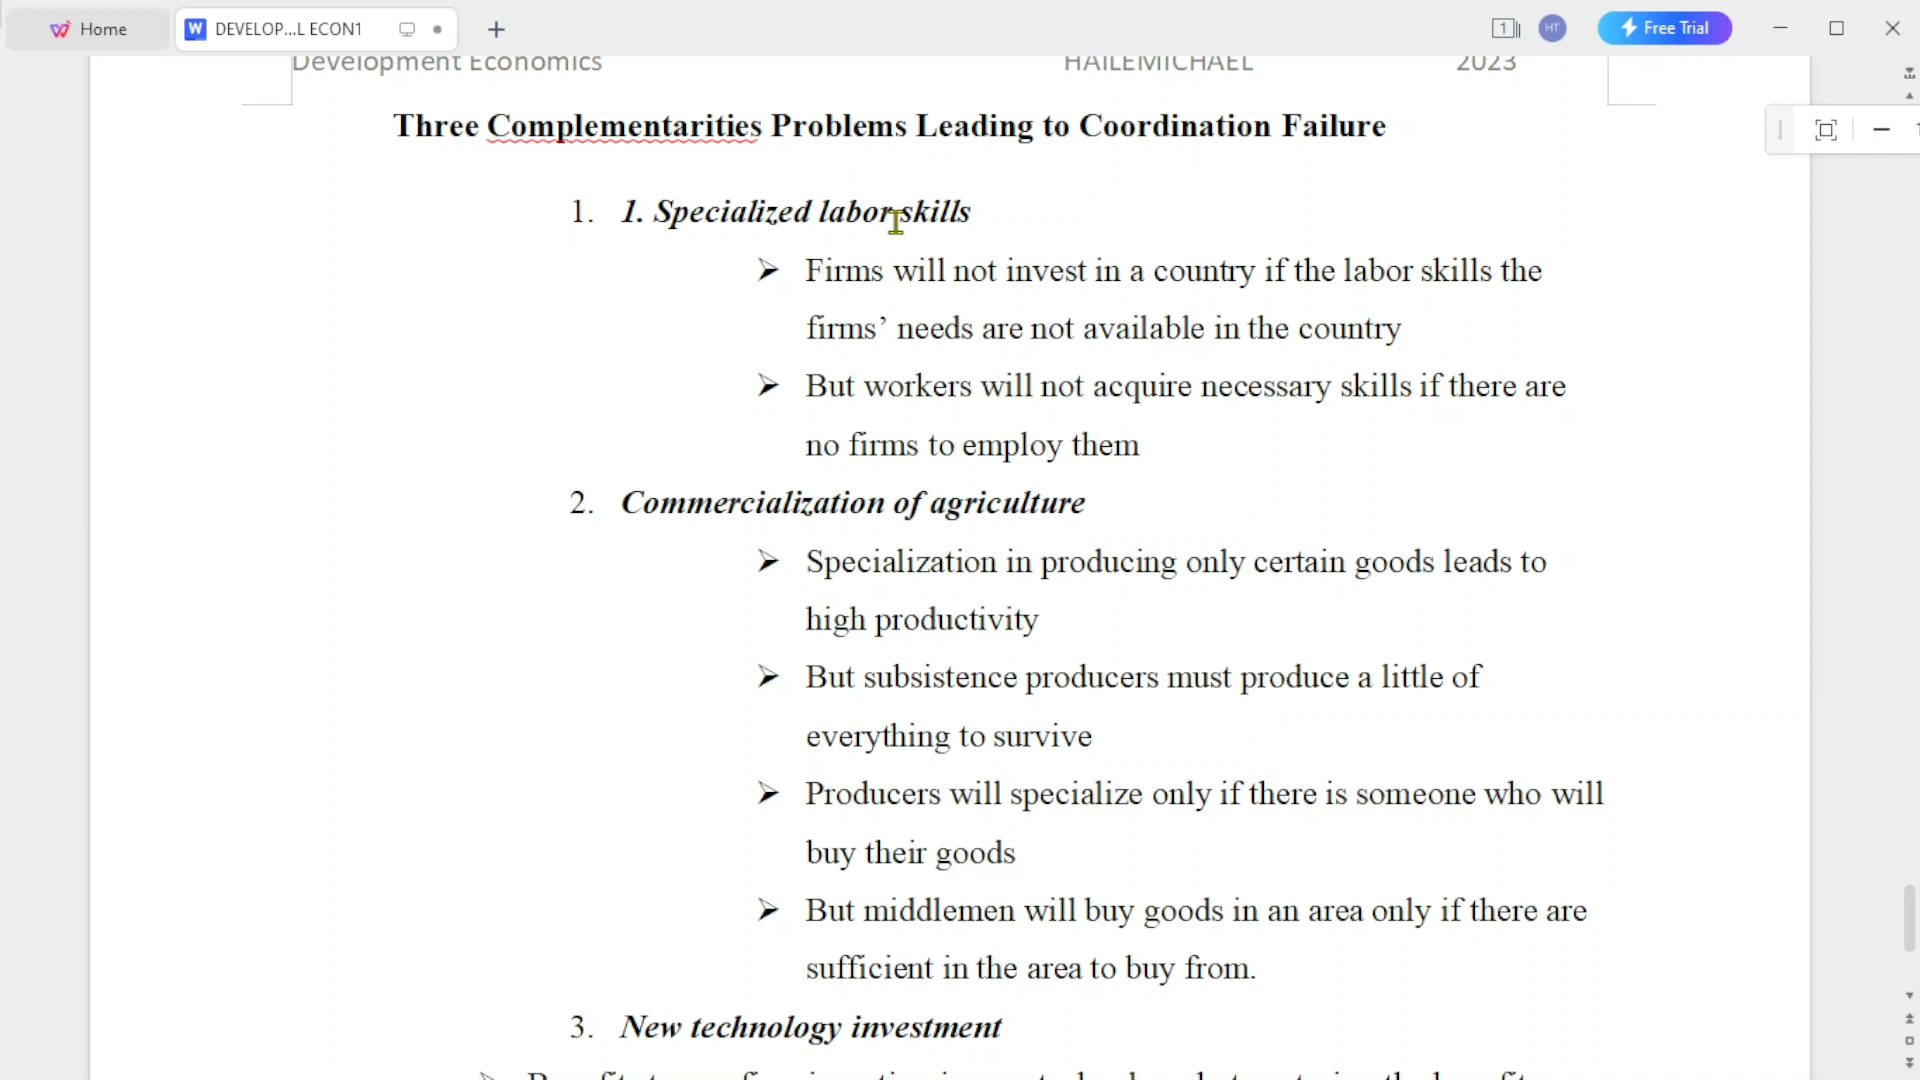 Home
W DEVELOP...L ECON1
1
HT
Free Trial
Development Economics HAILEMICHAEL 2023
Three Complementarities Problems Leading to Coordination Failure
1. 1. Specialized labor skills
➢ Firms will not invest in a country if the labor skills the
firms’ needs are not available in the country
➢ But workers will not acquire necessary skills if there are
no firms to employ them
2. Commercialization of agriculture
➢ Specialization in producing only certain goods leads to
high productivity
➢ But subsistence producers must produce a little of
everything to survive
➢ Producers will specialize only if there is someone who will
buy their goods
➢ But middlemen will buy goods in an area only if there are
sufficient in the area to buy from.
3. New technology investment